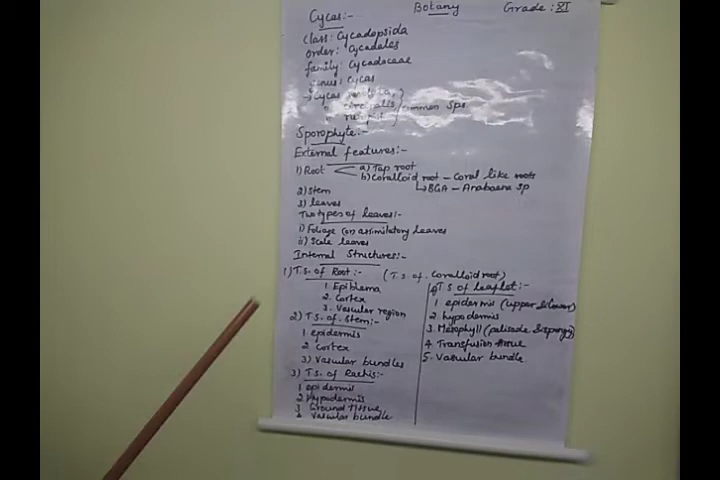 Botany Grade: XI
Cycas:-
class: Cycadopsida
order: Cycadales
family: Cycadaceae
Genus: Cycas
→ Cycas revoluta,
" circinalis common Sps
"
Sporophyte:-
External features:-
1) Root a) Tap root
b) Coralloid root - Coral like roots
↳ BGA - Anabaena sp
2) Stem
3) leaves
Two types of leaves:-
i) Foliage (or) assimilatory leaves
ii) Scale leaves
Internal Structures:-
1) T.S. of Root:- (T.S. of. Coralloid root)
1. Epiblema
2. Cortex
3. Vascular region
2) T.S. of Stem:-
1 epidermis
2 Cortex
3) Vascular bundles
3) T.S. of Rachis:-
1 epidermis
2 Hypodermis
3 Ground tissue
4 Vascular bundle
4) T S of leaflet:-
1 epidermis (upper & lower)
2. hypodermis
3. Mesophyll (palisade & spongy)
4 Transfusion tissue
5. Vascular bundle